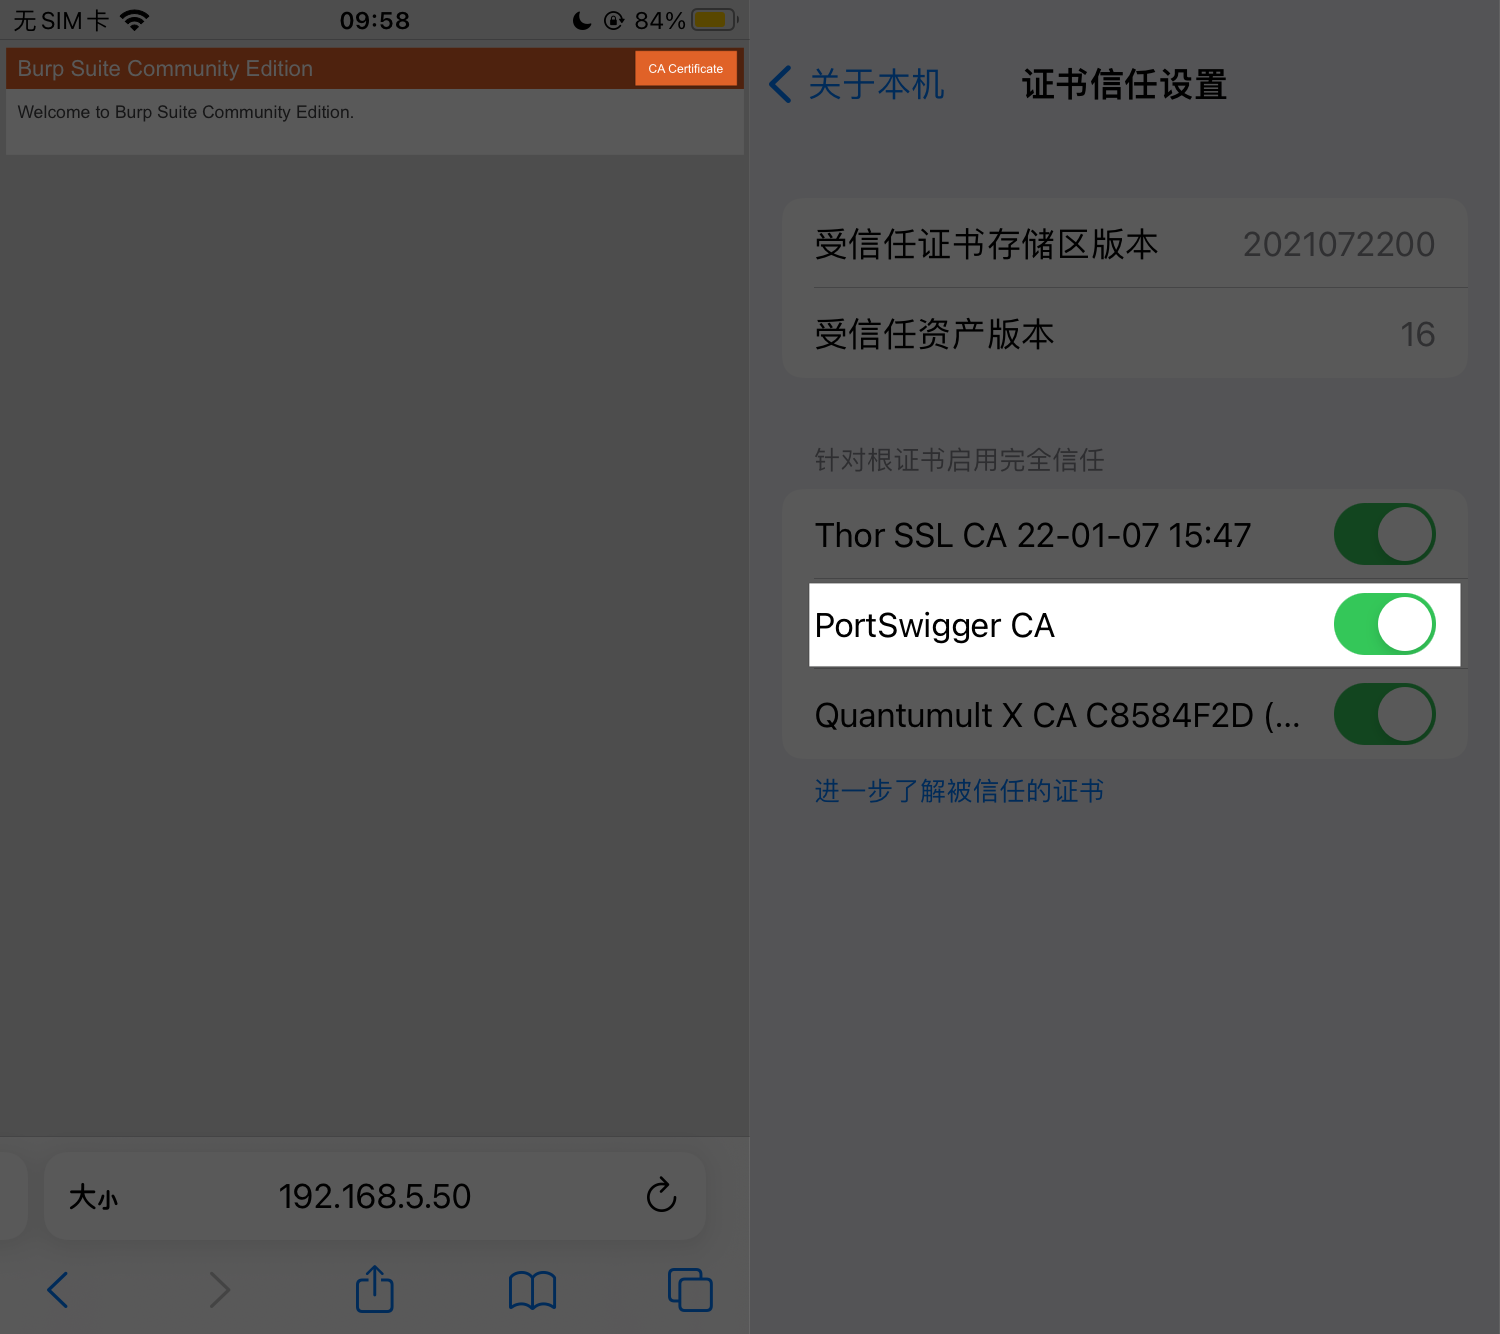 无SIM卡 09:58 84%
Burp Suite Community Edition CA Certificate
Welcome to Burp Suite Community Edition.
大小 192.168.5.50
关于本机 证书信任设置
受信任证书存储区版本 2021072200
受信任资产版本 16
针对根证书启用完全信任
Thor SSL CA 22-01-07 15:47
PortSwigger CA
Quantumult X CA C8584F2D (...
进一步了解被信任的证书